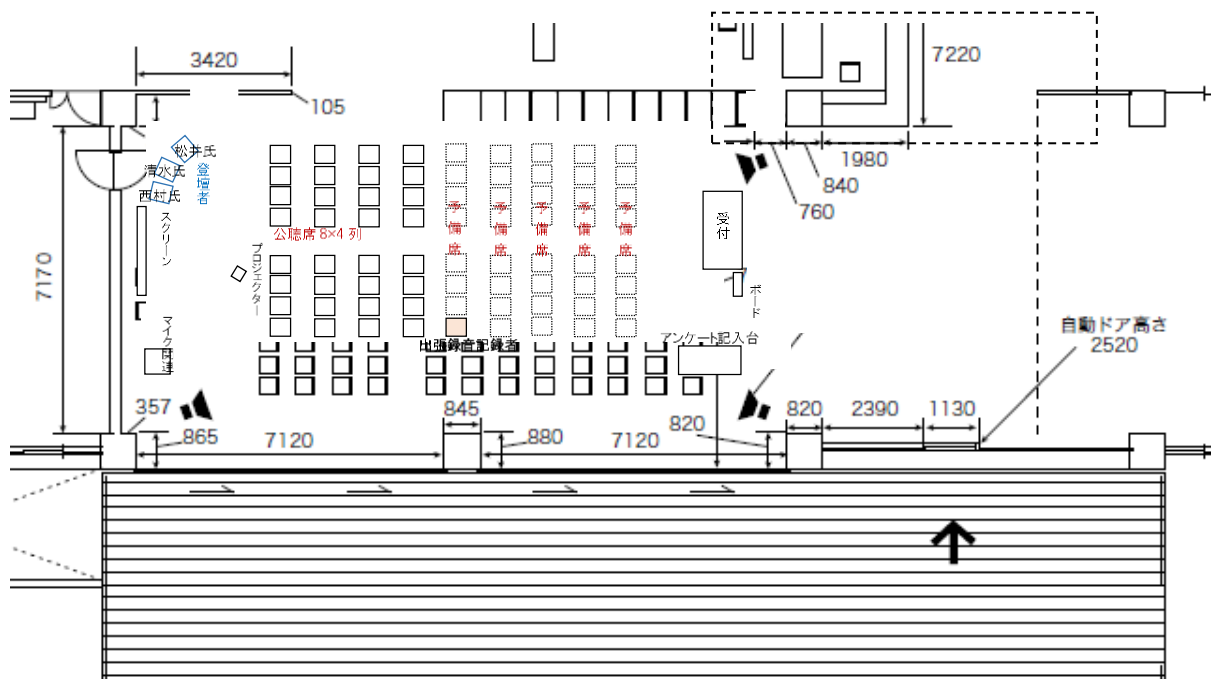 3420
7220
105
松井氏
清水氏
登壇者
西村氏
1980
840
760
スクリーン
予備席
予備席
予備席
予備席
予備席
受付
公聴席 8×4 列
プロジェクター
7170
ボード
マイク関連
出張録音記録者
アンケート記入台
自動ドア高さ
2520
357
845
820
820
2390
1130
865
7120
880
7120